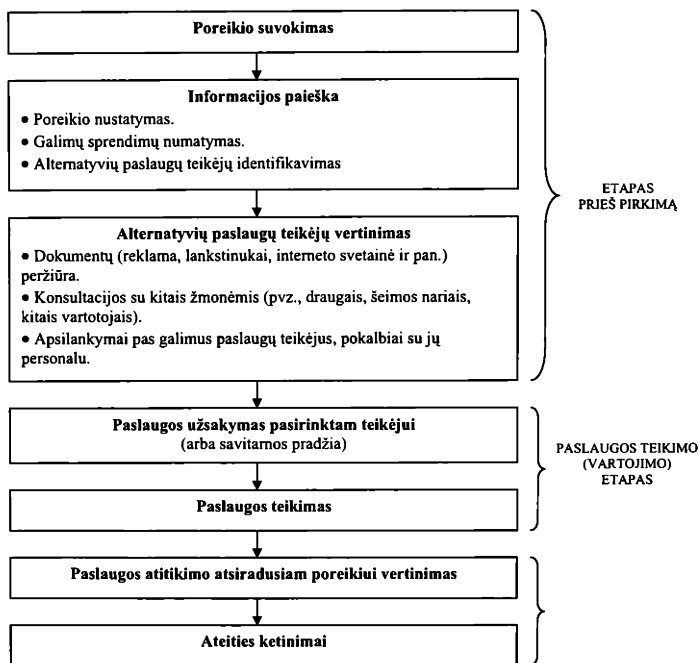 Poreikio suvokimas
Informacijos paieška
• Poreikio nustatymas.
• Galimų sprendimų numatymas.
• Alternatyvių paslaugų teikėjų identifikavimas
ETAPAS
PRIEŠ PIRKIMĄ
Alternatyvių paslaugų teikėjų vertinimas
• Dokumentų (reklama, lankstinukai, interneto svetainė ir pan.)
peržiūra.
• Konsultacijos su kitais žmonėmis (pvz., draugais, šeimos nariais,
kitais vartotojais).
• Apsilankymai pas galimus paslaugų teikėjus, pokalbiai su jų
personalu.
Paslaugos užsakymas pasirinktam teikėjui
(arba savitarnos pradžia)
PASLAUGOS TEIKIMO
(VARTOJIMO)
ETAPAS
Paslaugos teikimas
Paslaugos atitikimo atsiradusiam poreikiui vertinimas
Ateities ketinimai